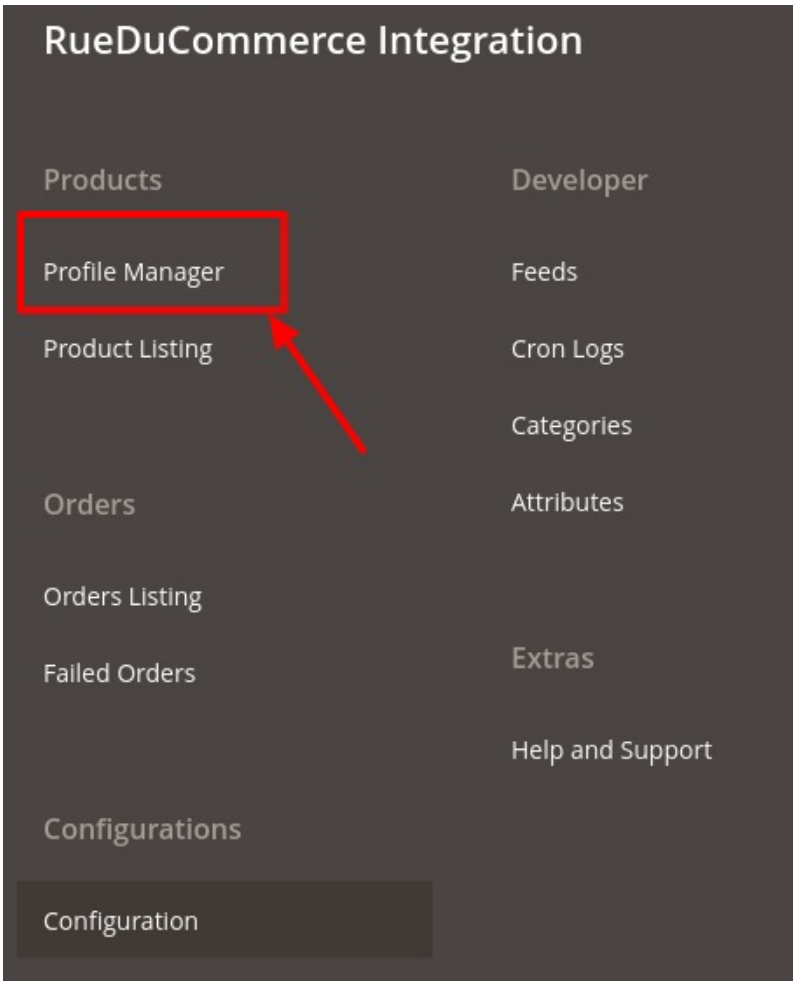 RueDuCommerce Integration
Products
Profile Manager
Product Listing
Orders
Orders Listing
Failed Orders
Configurations
Configuration
Developer
Feeds
Cron Logs
Categories
Attributes
Extras
Help and Support